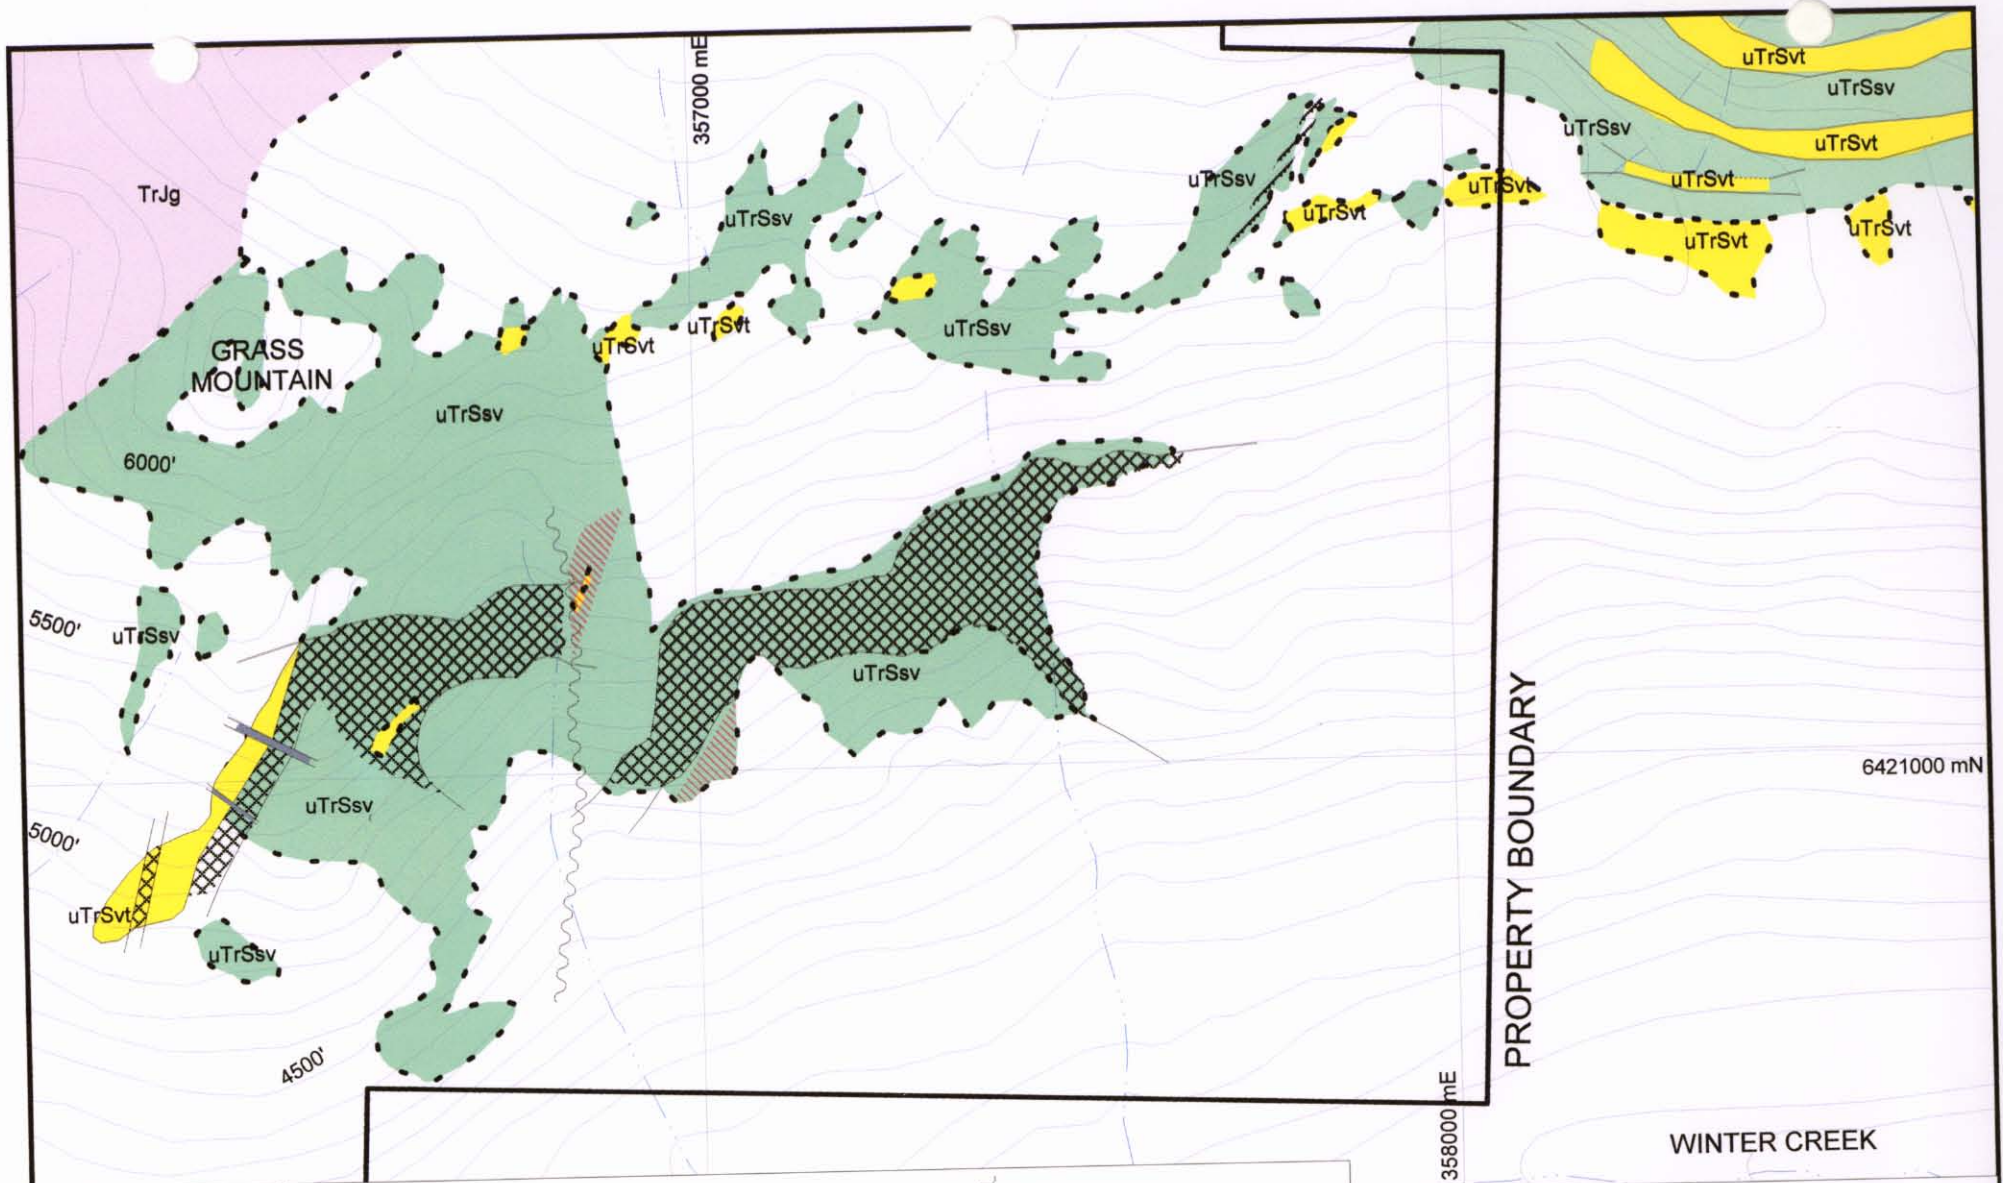 357000 mE
uTrSvt
uTrSsv
uTrSsv
uTrSvt
TrJg
uTrSsv
uTrSvt
uTrSvt
uTrSsv
uTrSvt
uTrSvt
uTrSvt
uTrSvt
uTrSvt
uTrSvt
uTrSsv
GRASS
MOUNTAIN
uTrSsv
6000'
5500'
uTrSsv
uTrSsv
PROPERTY BOUNDARY
6421000 mN
uTrSsv
5000'
uTrSvt
uTrSsv
4500'
358000 mE
WINTER CREEK